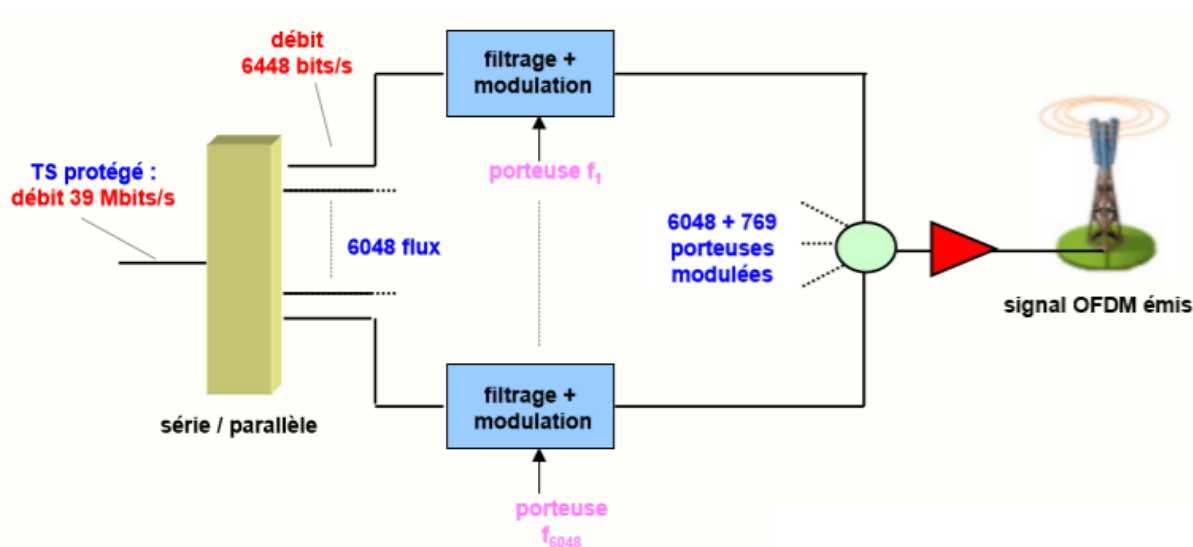 débit
6448 bits/s
filtrage +
modulation
TS protégé :
débit 39 Mbits/s
porteuse f₁
6048 flux
6048 + 769
porteuses
modulées
signal OFDM émis
série / parallèle
filtrage +
modulation
porteuse
f₆₀₄₈